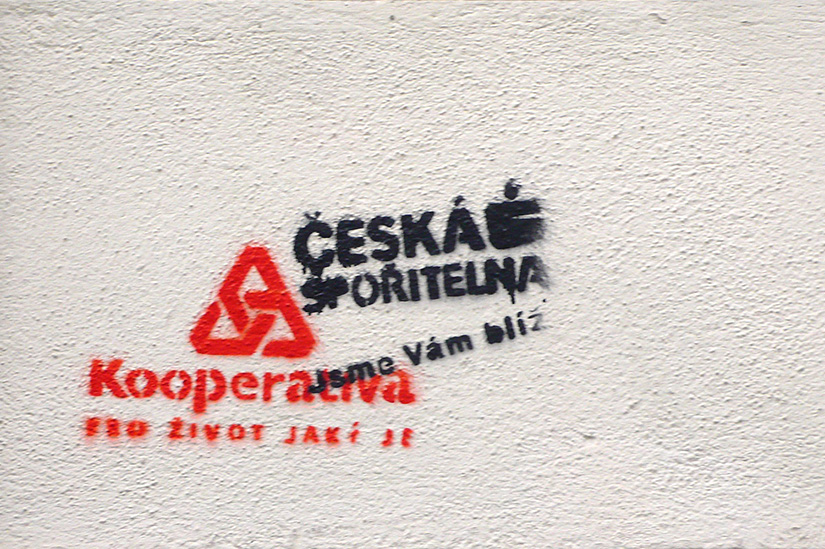 ČESKÁ
SPOŘITELNA
Jsme Vám blíž
Kooperativa
PRO ŽIVOT JAKÝ JE